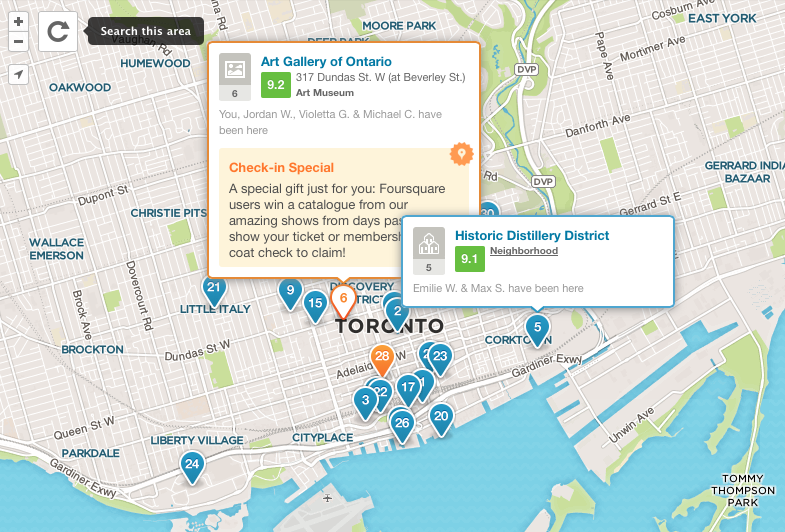 MOORE PARK
EAST YORK
Cosburn Av
Mortimer Ave
Pape Ave
+
−
Search this area
HUMEWOOD
OAKWOOD
DVP
Danforth Ave
Art Gallery of Ontario
9.2
317 Dundas St. W (at Beverley St.)
6
Art Museum
You, Jordan W., Violetta G. & Michael C. have
been here
Check-in Special
A special gift just for you: Foursquare
users win a catalogue from our
amazing shows from days pas
show your ticket or membersh
coat check to claim!
GERRARD INDIA
BAZAAR
Rd
DVP
Gerrard St E
Dupont St
CHRISTIE PITS
30
Historic Distillery District
9.1
Neighborhood
5
Emilie W. & Max S. have been here
WALLACE
EMERSON
Dovercourt Rd
Brock Ave
21
9
15
6
DISCOVERY
DISTRICT
2
LITTLE ITALY
TORONTO
5
CORKTOWN
BROCKTON
Dundas St W
Adelaide St W
28
23
Gardiner Exwy
22
17
3
20
26
Queen St W
LIBERTY VILLAGE
CITYPLACE
Unwin Ave
PARKDALE
24
Gardiner Exwy
TOMMY
THOMPSON
PARK